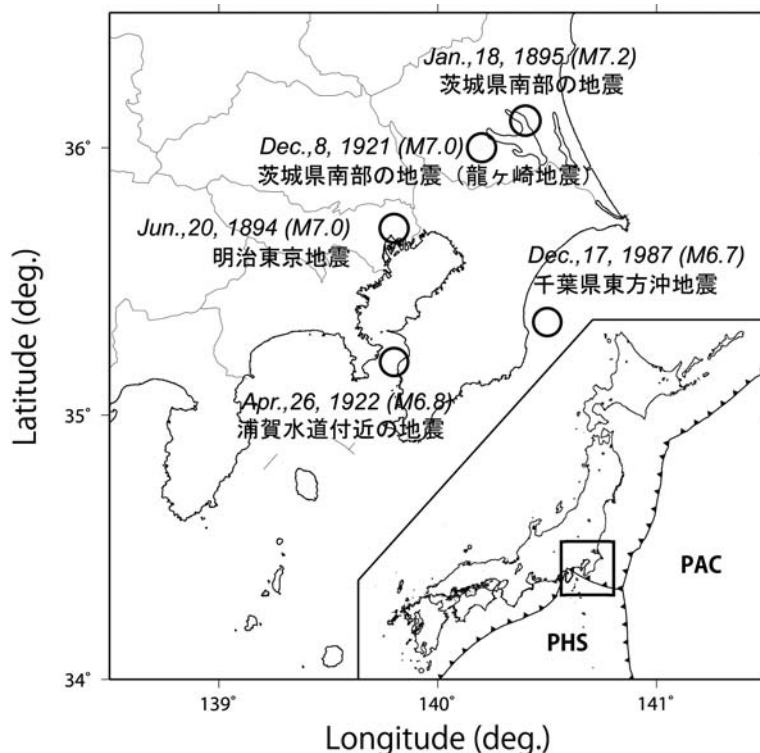 Jan.,18, 1895 (M7.2)
茨城県南部の地震
36°
Dec.,8, 1921 (M7.0)
茨城県南部の地震（龍ヶ崎地震）
Jun.,20, 1894 (M7.0)
明治東京地震
Dec.,17, 1987 (M6.7)
千葉県東方沖地震
Latitude (deg.)
35°
Apr.,26, 1922 (M6.8)
浦賀水道付近の地震
PAC
PHS
34°
139°
140°
141°
Longitude (deg.)